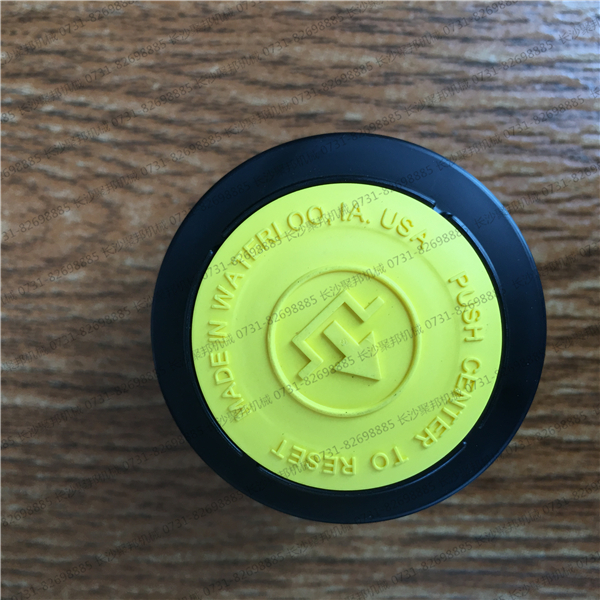 MADE IN WATERLOO, IA. USA.
PUSH CENTER TO RESET
长沙聚邦机械 0731-82698885